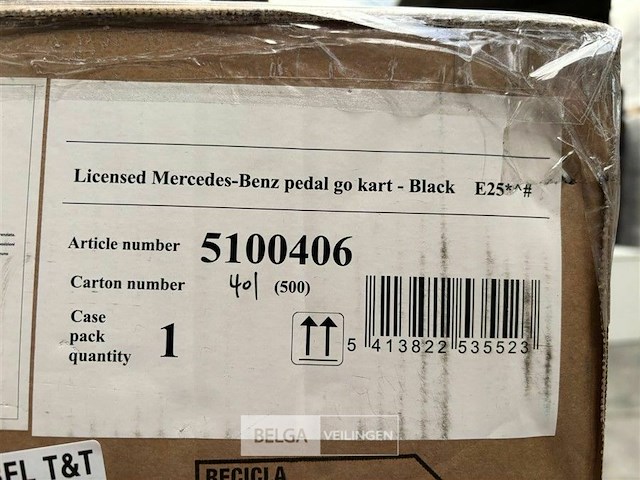 Licensed Mercedes-Benz pedal go kart - Black E25*^#
Article number 5100406
Carton number 401 (500)
Case
pack
quantity 1
5 413822 535523
BELGA VEILINGEN
EL T&T
RECICLA